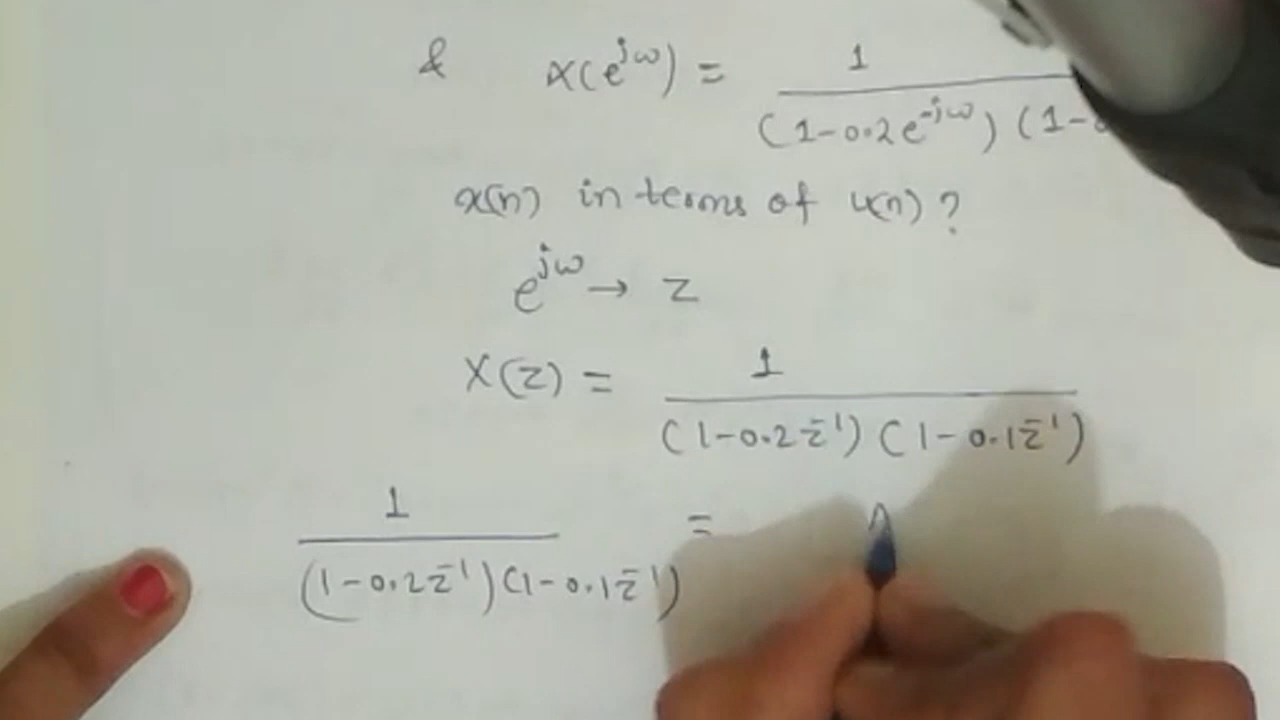 & X(e^{jω}) = 1 / (1-0.2e^{-jω}) (1-
x(n) in terms of u(n) ?
e^{jω} → z
X(z) = 1 / (1-0.2z^{-1}) (1-0.1z^{-1})
1 / (1-0.2z^{-1}) (1-0.1z^{-1}) = A